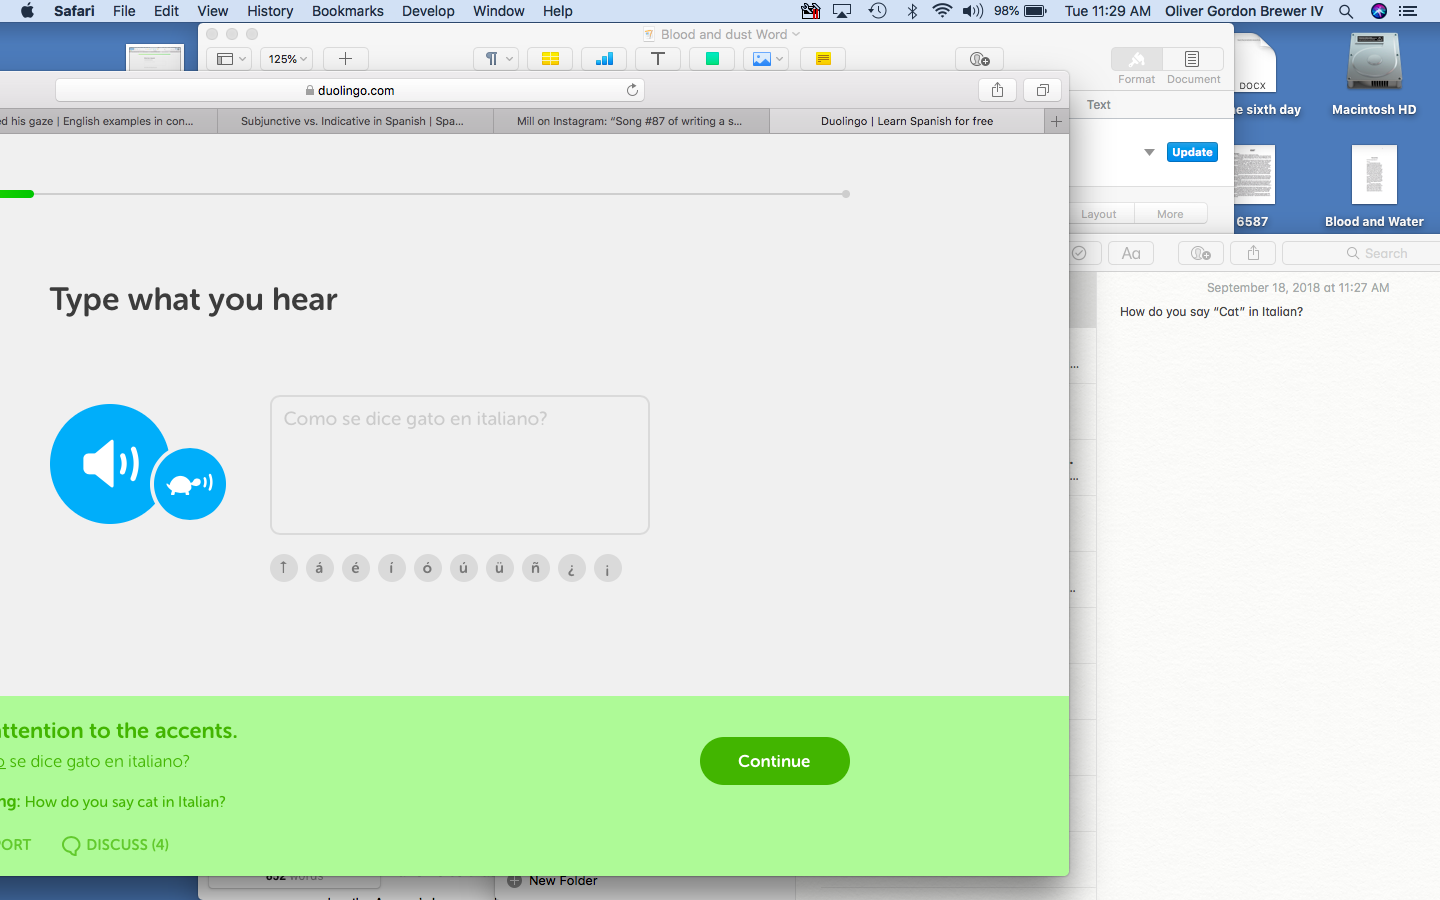 Safari File Edit View History Bookmarks Develop Window Help 98% Tue 11:29 AM Oliver Gordon Brewer IV
Blood and dust Word
125%
Format Document
duolingo.com
d his gaze | English examples in con...
Subjunctive vs. Indicative in Spanish | Spa...
Mill on Instagram: “Song #87 of writing a s...
Duolingo | Learn Spanish for free
Text
Update
Layout More
DOCX
e sixth day
Macintosh HD
6587
Blood and Water
Aa
Search
September 18, 2018 at 11:27 AM
How do you say “Cat” in Italian?
Type what you hear
Como se dice gato en italiano?
↑ á é í ó ú ü ñ ¿ ¡
attention to the accents.
o se dice gato en italiano?
ng: How do you say cat in Italian?
PORT DISCUSS (4)
Continue
832 words
New Folder